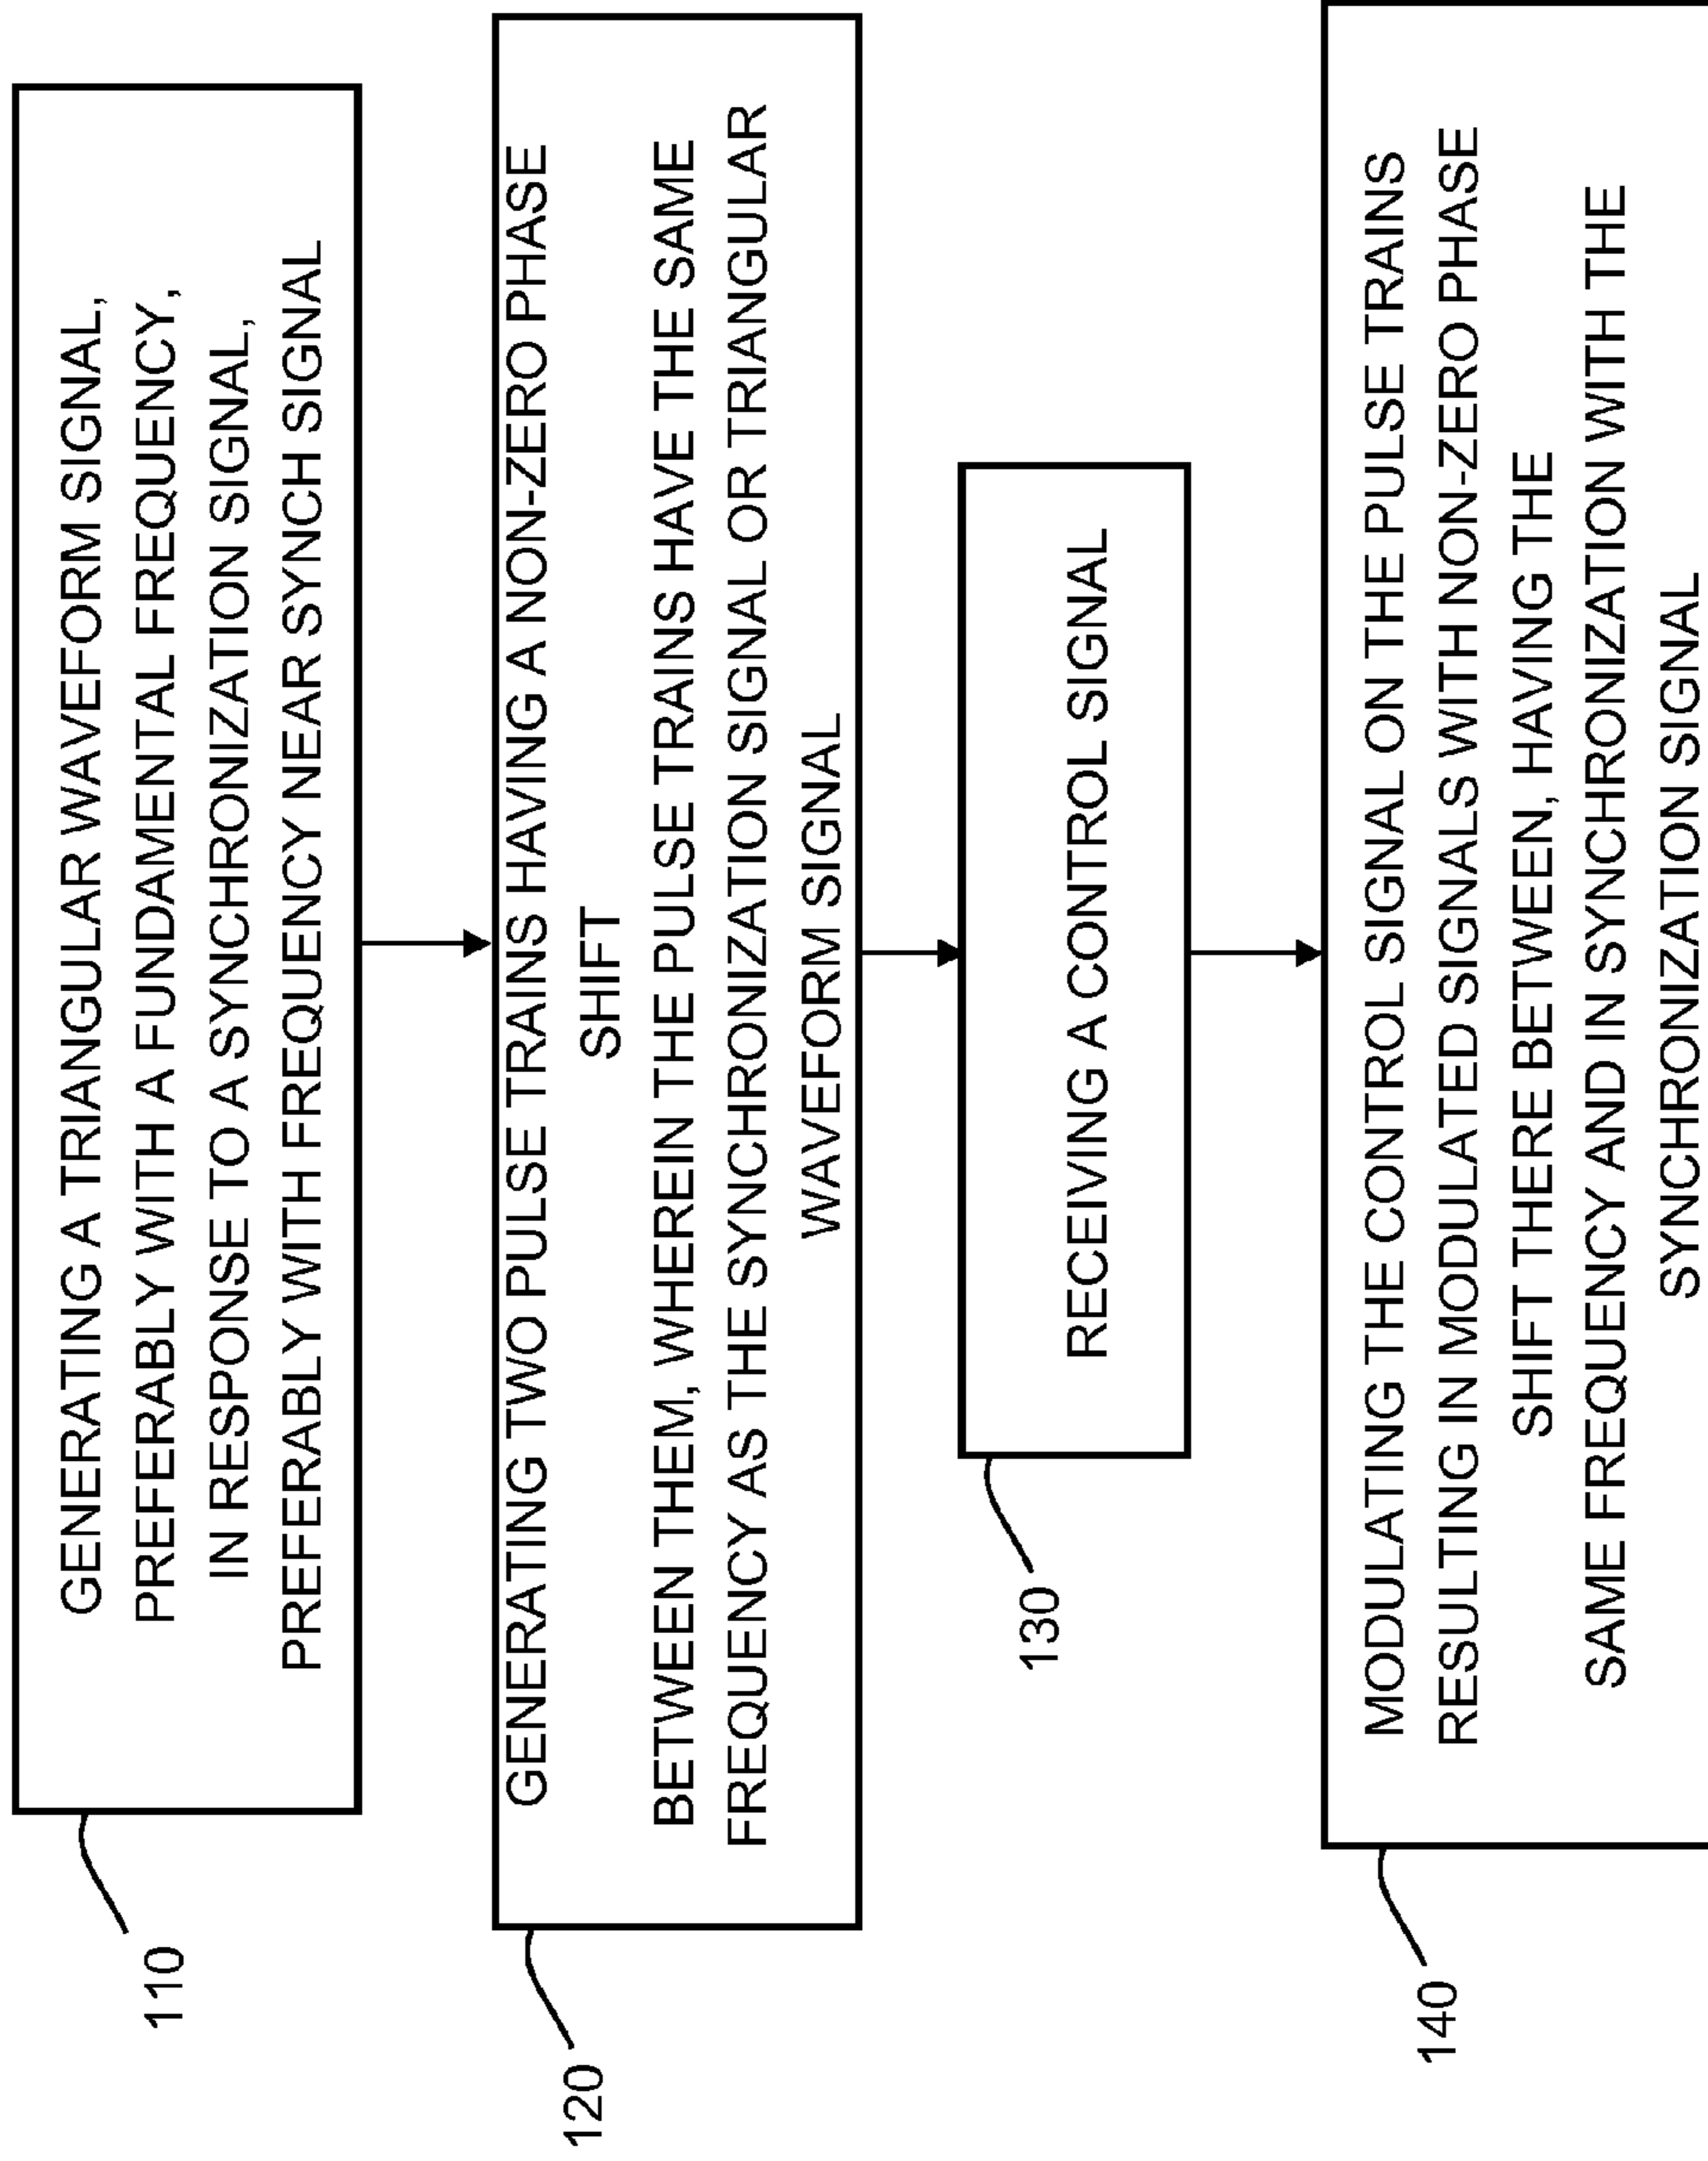 GENERATING A TRIANGULAR WAVEFORM SIGNAL,
PREFERABLY WITH A FUNDAMENTAL FREQUENCY,
IN RESPONSE TO A SYNCHRONIZATION SIGNAL,
PREFERABLY WITH FREQUENCY NEAR SYNCH SIGNAL
110
GENERATING TWO PULSE TRAINS HAVING A NON-ZERO PHASE
SHIFT
BETWEEN THEM, WHEREIN THE PULSE TRAINS HAVE THE SAME
FREQUENCY AS THE SYNCHRONIZATION SIGNAL OR TRIANGULAR
WAVEFORM SIGNAL
120
RECEIVING A CONTROL SIGNAL
130
MODULATING THE CONTROL SIGNAL ON THE PULSE TRAINS
RESULTING IN MODULATED SIGNALS WITH NON-ZERO PHASE
SHIFT THERE BETWEEN, HAVING THE
SAME FREQUENCY AND IN SYNCHRONIZATION WITH THE
SYNCHRONIZATION SIGNAL
140